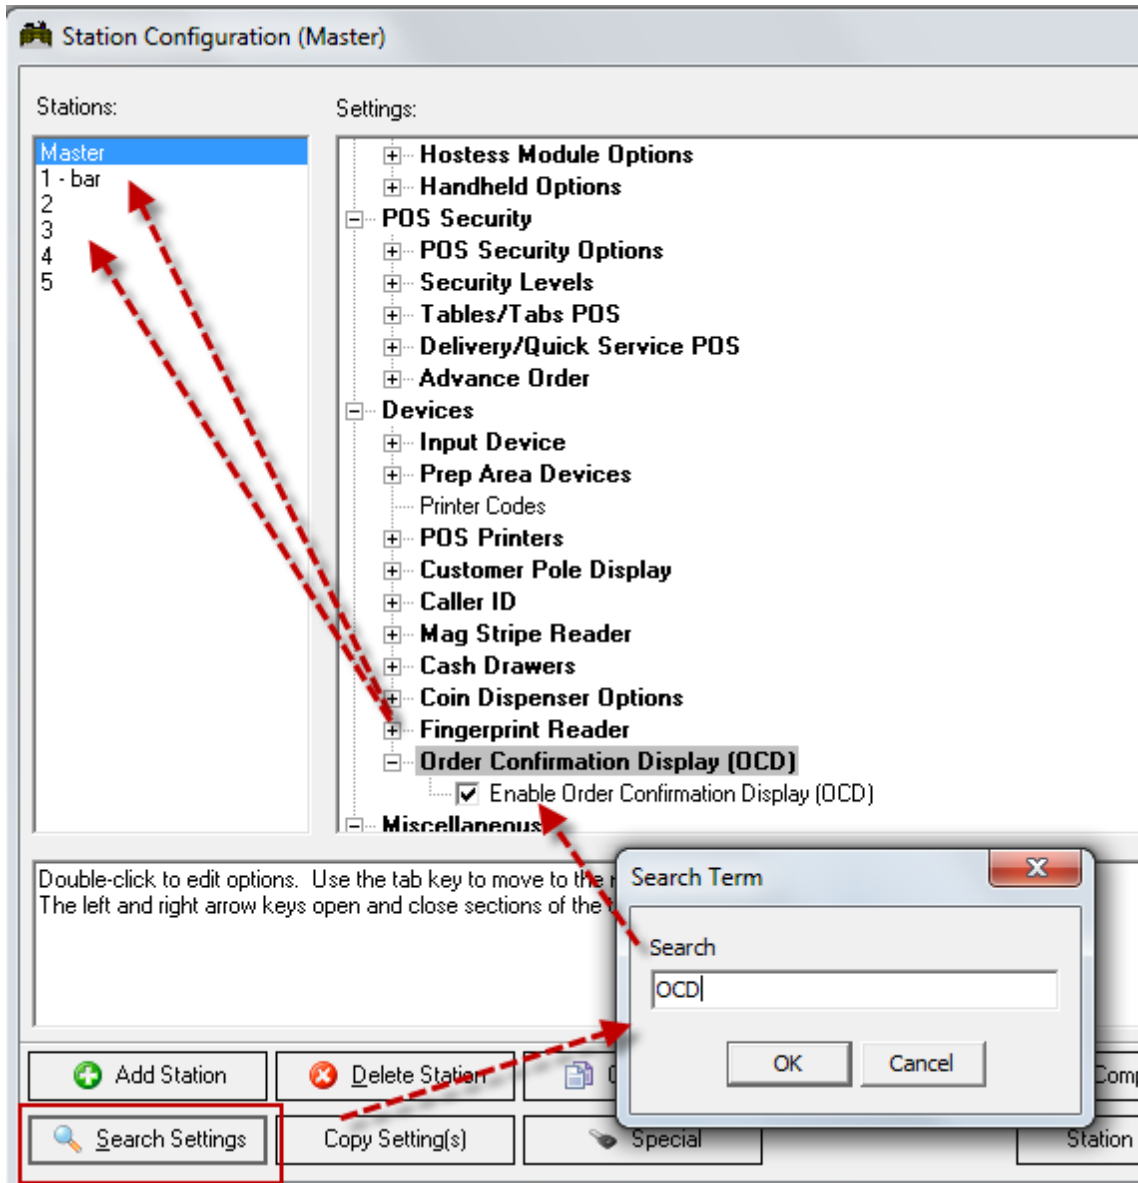 Station Configuration (Master)
Stations:
Settings:
Master
1 - bar
2
3
4
5
Hostess Module Options
Handheld Options
POS Security
POS Security Options
Security Levels
Tables/Tabs POS
Delivery/Quick Service POS
Advance Order
Devices
Input Device
Prep Area Devices
Printer Codes
POS Printers
Customer Pole Display
Caller ID
Mag Stripe Reader
Cash Drawers
Coin Dispenser Options
Fingerprint Reader
Order Confirmation Display (OCD)
Enable Order Confirmation Display (OCD)
Miscellaneous
Double-click to edit options. Use the tab key to move to the
The left and right arrow keys open and close sections of the
Search Term
Search
OCD
OK Cancel
Add Station Delete Station
Search Settings Copy Setting(s) Special Station